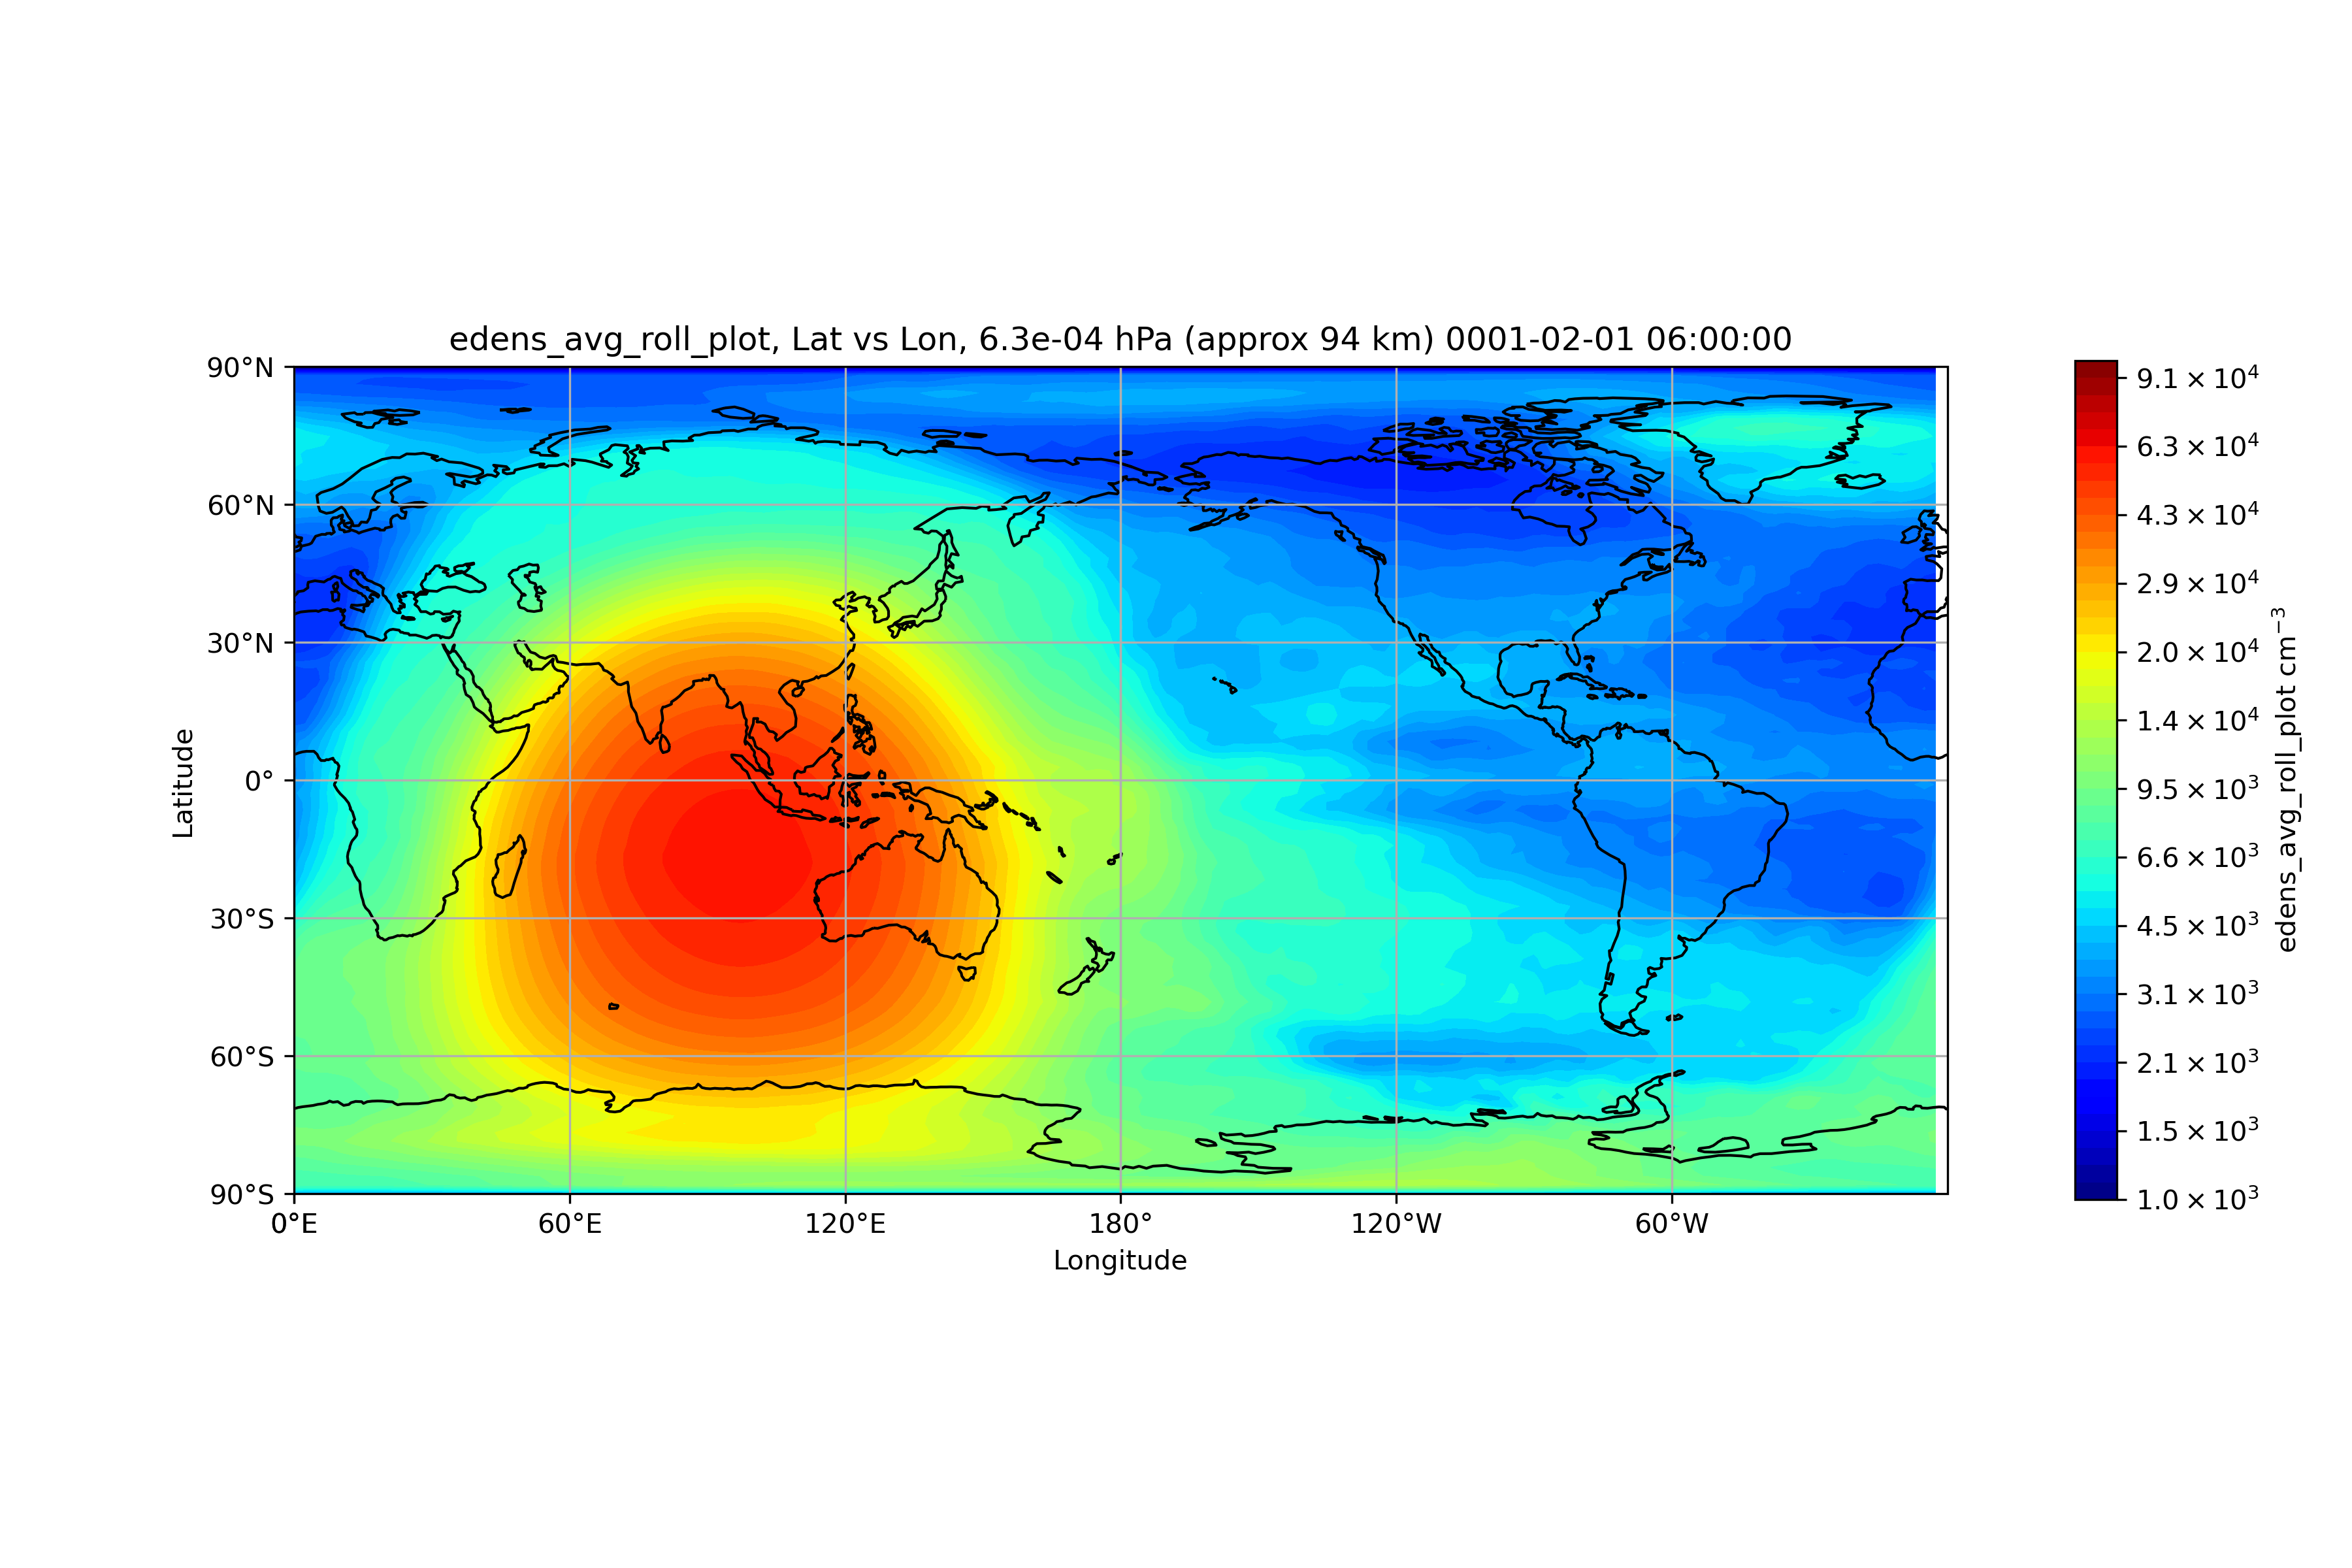 edens_avg_roll_plot, Lat vs Lon, 6.3e-04 hPa (approx 94 km) 0001-02-01 06:00:00
90°N
60°N
30°N
0°
30°S
60°S
90°S
Latitude
0°E
60°E
120°E
180°
120°W
60°W
Longitude
9.1 × 10⁴
6.3 × 10⁴
4.3 × 10⁴
2.9 × 10⁴
2.0 × 10⁴
1.4 × 10⁴
9.5 × 10³
6.6 × 10³
4.5 × 10³
3.1 × 10³
2.1 × 10³
1.5 × 10³
1.0 × 10³
edens_avg_roll_plot cm⁻³